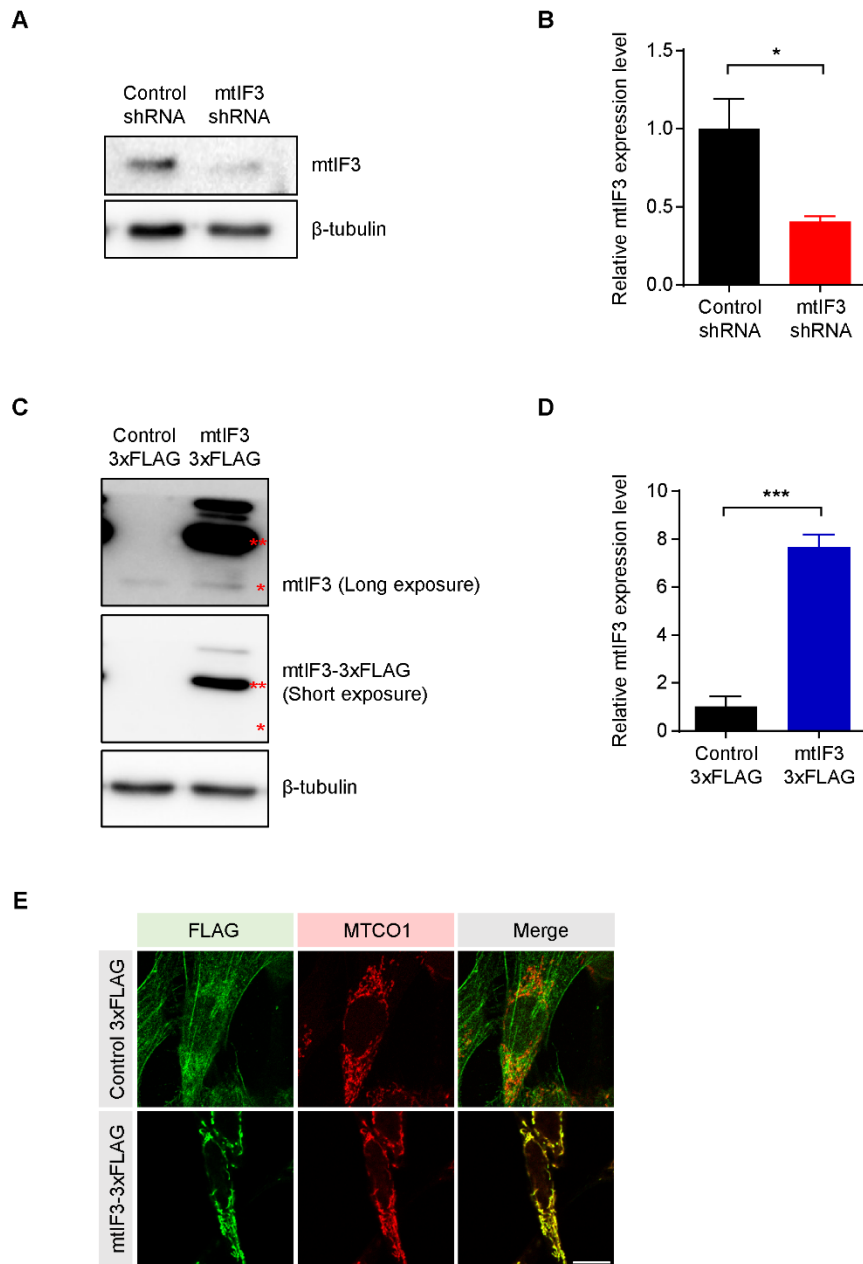 A
Control
shRNA
mtIF3
shRNA
mtIF3
β-tubulin
B
Relative mtIF3 expression level
1.5
1.0
0.5
0.0
*
Control
shRNA
mtIF3
shRNA
C
Control
3xFLAG
mtIF3
3xFLAG
**
*
mtIF3 (Long exposure)
**
*
mtIF3-3xFLAG
(Short exposure)
β-tubulin
D
Relative mtIF3 expression level
10
8
6
4
2
0
***
Control
3xFLAG
mtIF3
3xFLAG
E
FLAG
MTCO1
Merge
Control 3xFLAG
mtIF3-3xFLAG